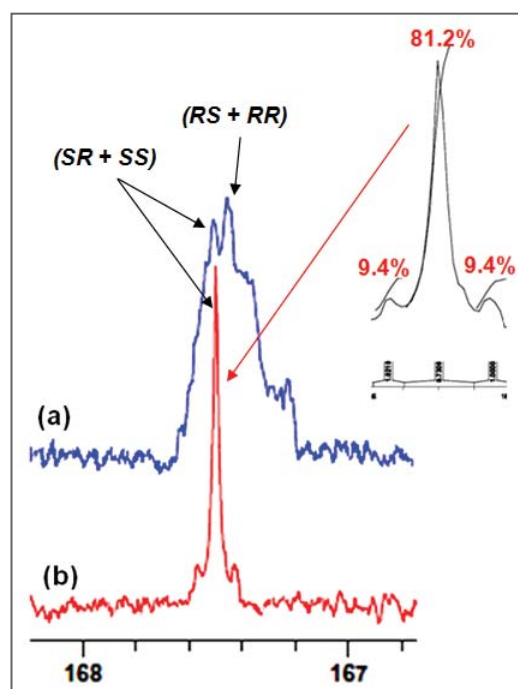 81.2%
(RS + RR)
(SR + SS)
9.4% 9.4%
(a)
(b)
168 167